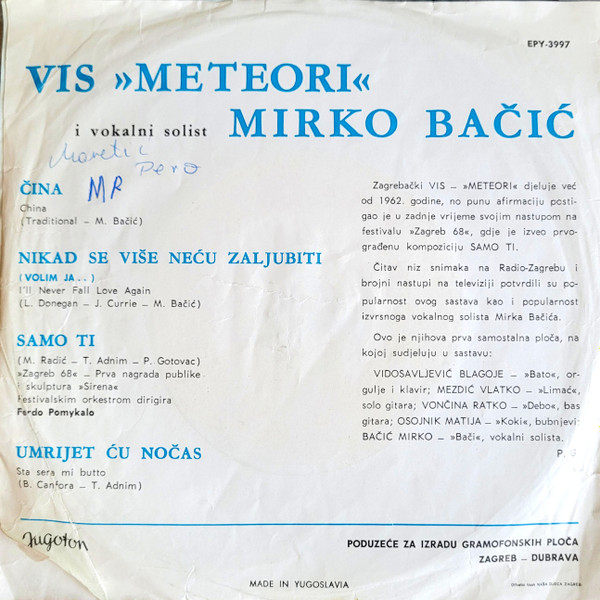 EPY-3997
VIS »METEORI«
i vokalni solist MIRKO BAČIĆ
Maretić
Pero
MR
ČINA
China
(Traditional – M. Bačić)
NIKAD SE VIŠE NEĆU ZALJUBITI
(VOLIM JA . . )
I'll Never Fall Love Again
(L. Donegan – J. Currie – M. Bačić)
SAMO TI
(M. Radić – T. Adnim – P. Gotovac)
»Zagreb 68« – Prva nagrada publike
i skulptura »Sirena«
Festivalskim orkestrom dirigira
Ferdo Pomykalo
UMRIJET ĆU NOĆAS
Sta sera mi butto
(B. Canfora – T. Adnim)
Zagrebački VIS – »METEORI« djeluje već
od 1962. godine, no punu afirmaciju posti-
gao je u zadnje vrijeme svojim nastupom na
festivalu »Zagreb 68«, gdje je izveo prvo-
građenu kompoziciju SAMO TI.
Čitav niz snimaka na Radio-Zagrebu i
brojni nastupi na televiziji potvrdili su po-
pularnost ovog sastava kao i popularnost
izvrsnoga vokalnog solista Mirka Bačića.
Ovo je njihova prva samostalna ploča, na
kojoj sudjeluju u sastavu:
VIDOSAVLJEVIĆ BLAGOJE – »Bato«, or-
gulje i klavir; MEZDIĆ VLATKO – »Limać«,
solo gitara; VONČINA RATKO – »Debo«, bas
gitara; OSOJNIK MATIJA – »Koki«, bubnjevi;
BAČIĆ MIRKO – »Bači«, vokalni solista.
P. G
Jugoton
PODUZEĆE ZA IZRADU GRAMOFONSKIH PLOČA
ZAGREB – DUBRAVA
MADE IN YUGOSLAVIA